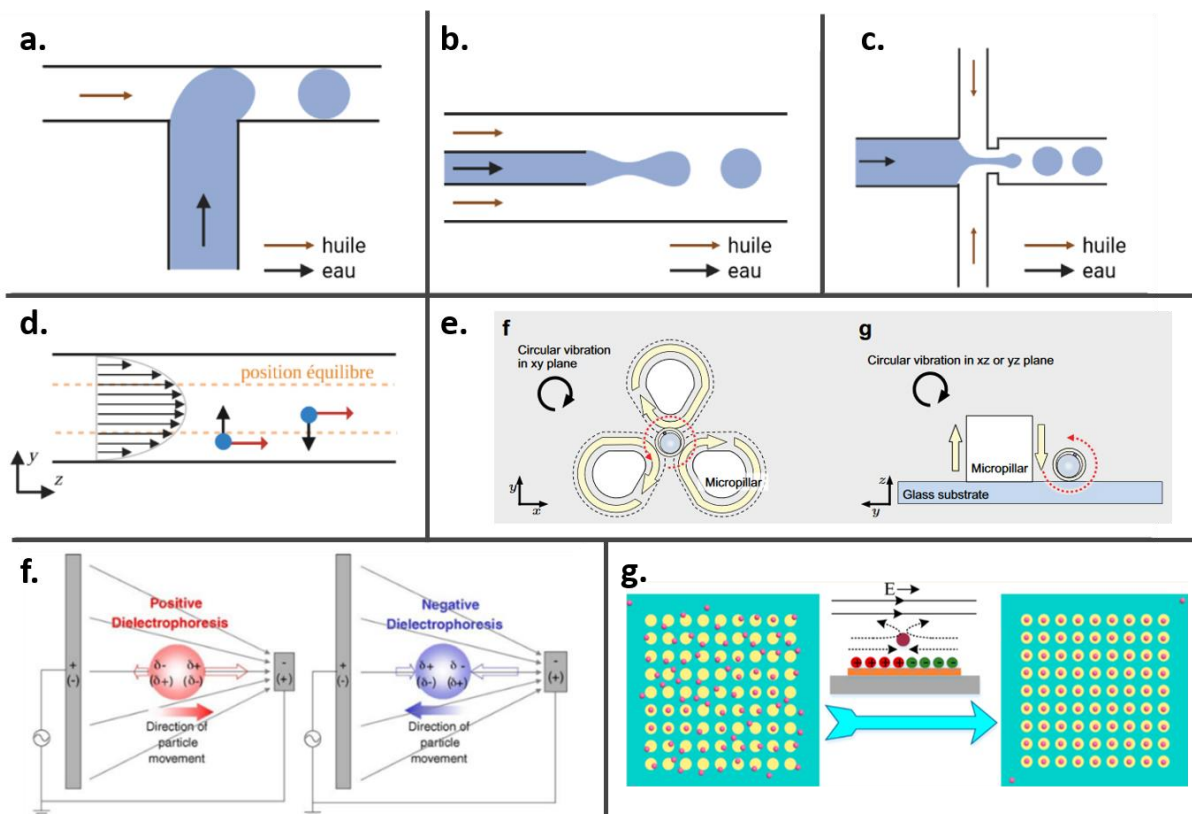 a.
huile
eau
b.
huile
eau
c.
huile
eau
d.
position équilibre
y
z
e.
f
Circular vibration
in xy plane
Micropillar
y
x
g
Circular vibration in xz or yz plane
Micropillar
z
Glass substrate
y
f.
Positive
Dielectrophoresis
+
(-)
δ- δ+
(δ+) (δ-)
-
(+)
Direction of
particle
movement
Negative
Dielectrophoresis
+
(-)
δ+ δ-
(δ-) (δ+)
-
(+)
Direction of
particle
movement
g.
E
+ + + + - - - -